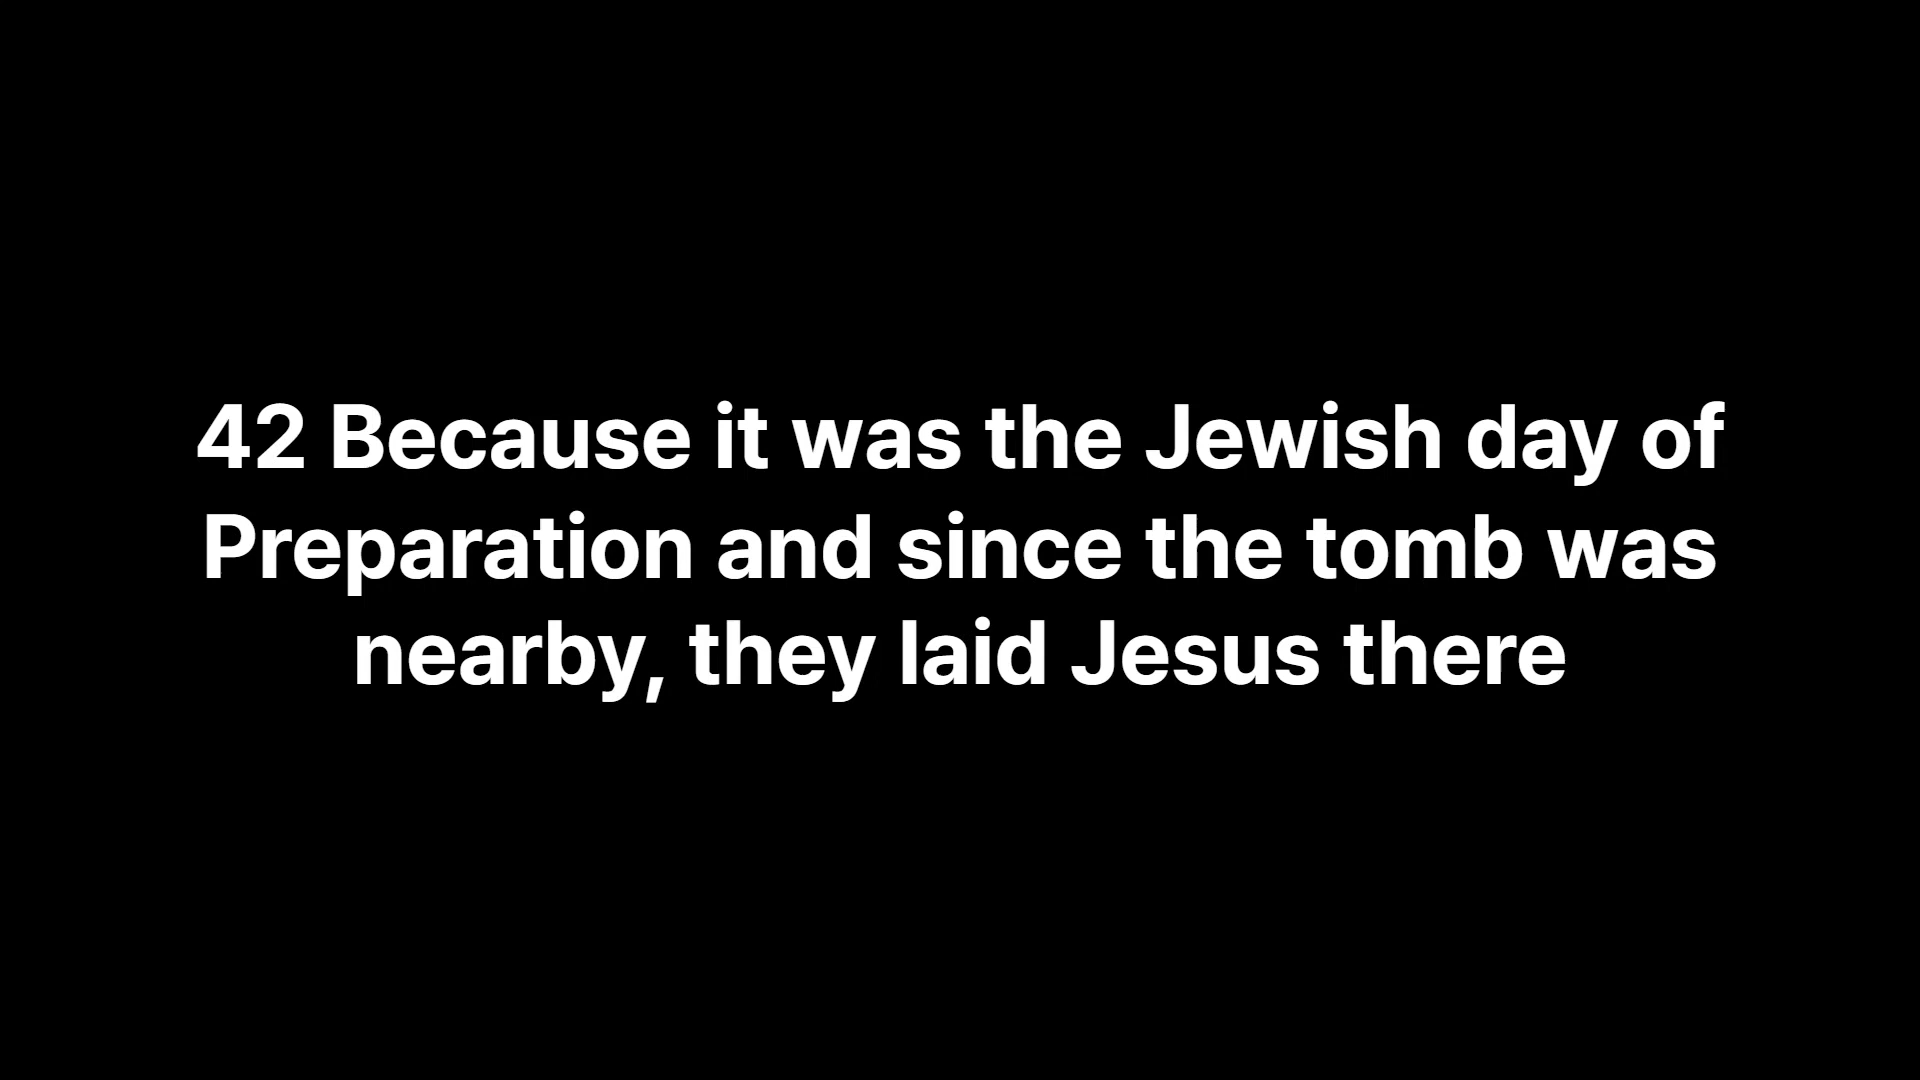 42 Because it was the Jewish day of
Preparation and since the tomb was
nearby, they laid Jesus there